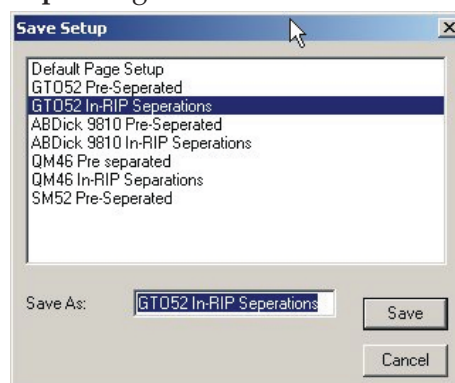 Save Setup
Default Page Setup
GTO52 Pre-Seperated
GTO52 In-RIP Seperations
ABDick 9810 Pre-Seperated
ABDick 9810 In-RIP Seperations
QM46 Pre separated
QM46 In-RIP Separations
SM52 Pre-Seperated
Save As: GTO52 In-RIP Seperations
Save
Cancel